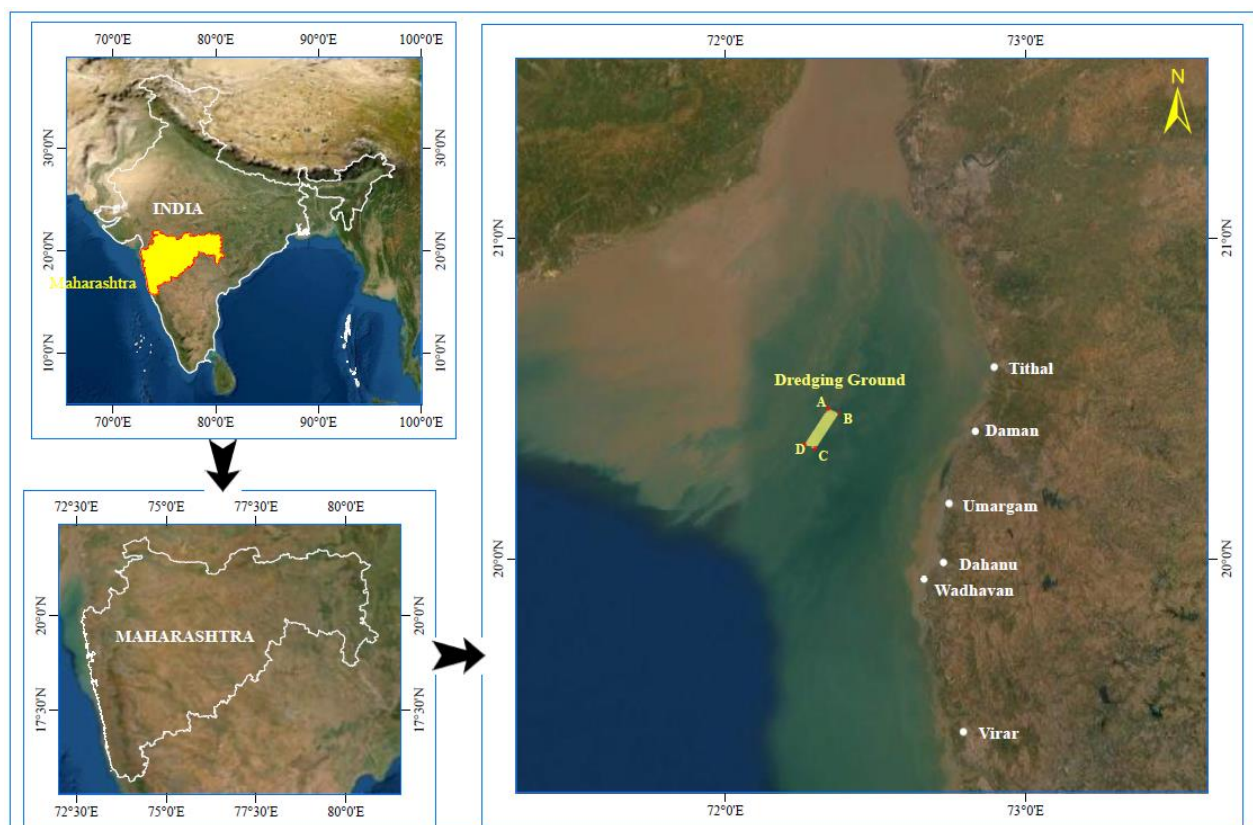 70°0'E 80°0'E 90°0'E 100°0'E
30°0'N 30°0'N
INDIA
20°0'N 20°0'N
Maharashtra
10°0'N 10°0'N
70°0'E 80°0'E 90°0'E 100°0'E
72°30'E 75°0'E 77°30'E 80°0'E
20°0'N 20°0'N
MAHARASHTRA
17°30'N 17°30'N
72°30'E 75°0'E 77°30'E 80°0'E
72°0'E 73°0'E
N
21°0'N 21°0'N
Tithal
Dredging Ground
A
B
Daman
D
C
Umargam
20°0'N 20°0'N
Dahanu
Wadhavan
Virar
72°0'E 73°0'E